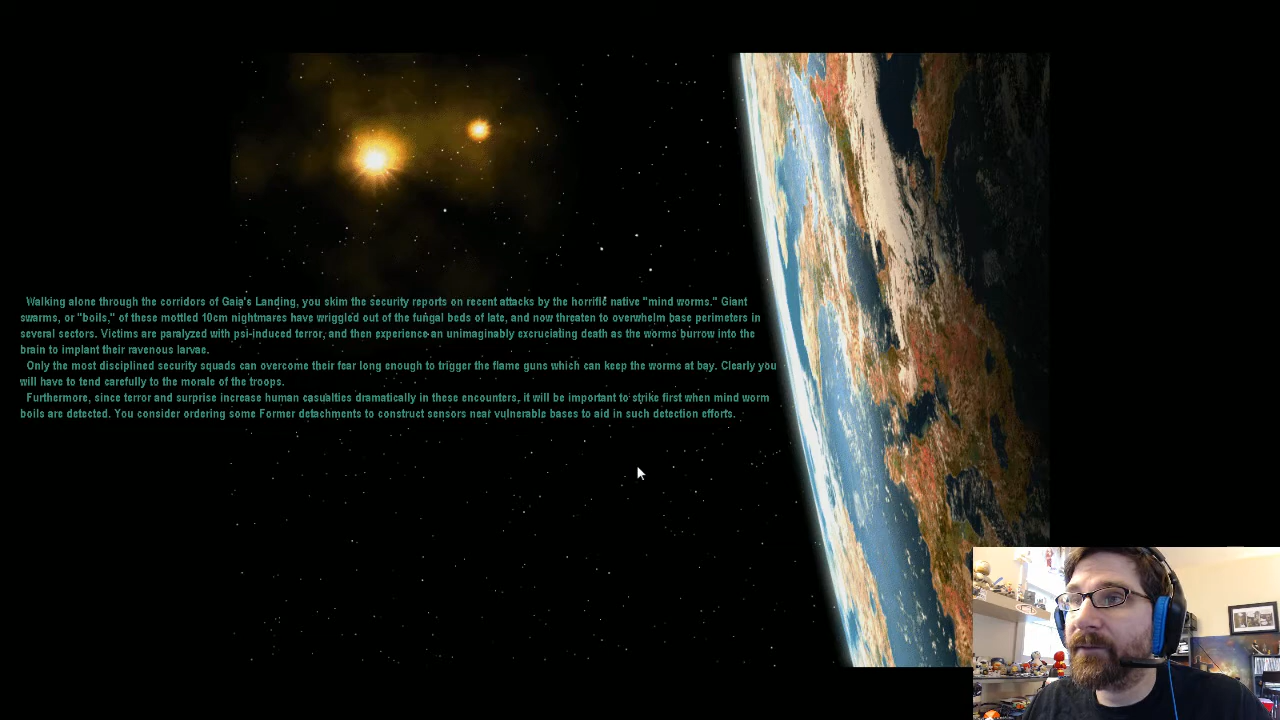 Walking alone through the corridors of Gaia's Landing, you skim the security reports on recent attacks by the horrific native "mind worms." Giant
swarms, or "boils," of these mottled 10cm nightmares have wriggled out of the fungal beds of late, and now threaten to overwhelm base perimeters in
several sectors. Victims are paralyzed with psi-induced terror, and then experience an unimaginably excruciating death as the worms burrow into the
brain to implant their ravenous larvae.
Only the most disciplined security squads can overcome their fear long enough to trigger the flame guns which can keep the worms at bay. Clearly you
will have to tend carefully to the morale of the troops.
Furthermore, since terror and surprise increase human casualties dramatically in these encounters, it will be important to strike first when mind worm
boils are detected. You consider ordering some Former detachments to construct sensors near vulnerable bases to aid in such detection efforts.